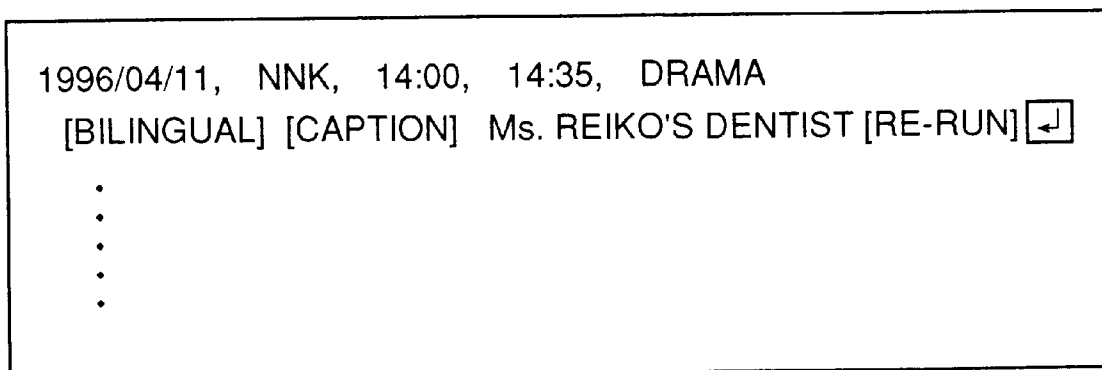 1996/04/11, NNK, 14:00, 14:35, DRAMA
[BILINGUAL] [CAPTION] Ms. REIKO'S DENTIST [RE-RUN] ↵